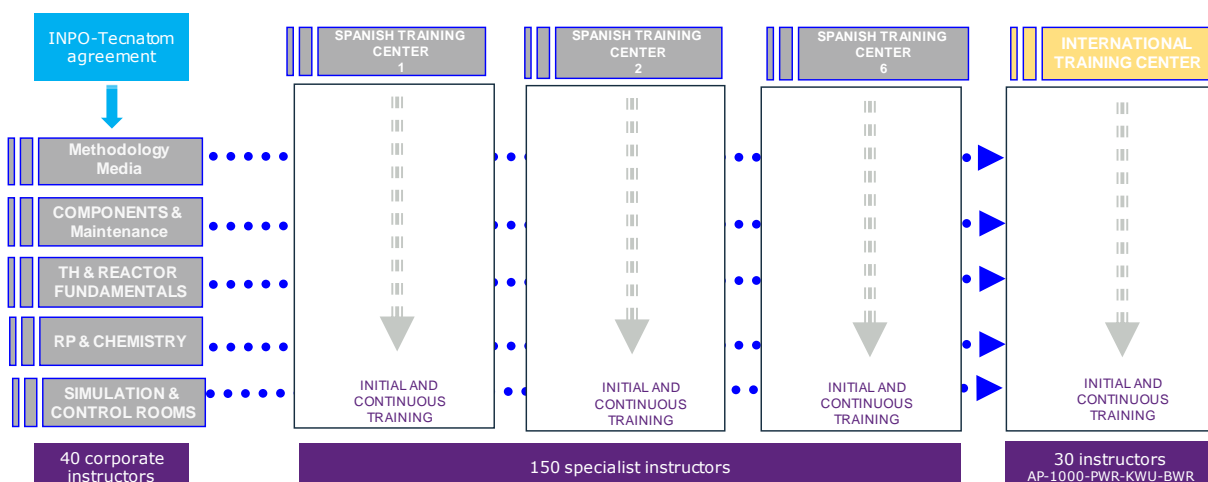 INPO-Tecnatom
agreement
SPANISH TRAINING
CENTER
1
SPANISH TRAINING
CENTER
2
SPANISH TRAINING
CENTER
6
INTERNATIONAL
TRAINING CENTER
Methodology
Media
COMPONENTS &
Maintenance
TH & REACTOR
FUNDAMENTALS
RP & CHEMISTRY
SIMULATION &
CONTROL ROOMS
INITIAL AND
CONTINUOUS
TRAINING
INITIAL AND
CONTINUOUS
TRAINING
INITIAL AND
CONTINUOUS
TRAINING
INITIAL AND
CONTINUOUS
TRAINING
40 corporate
instructors
150 specialist instructors
30 instructors
AP-1000-PWR-KWU-BWR